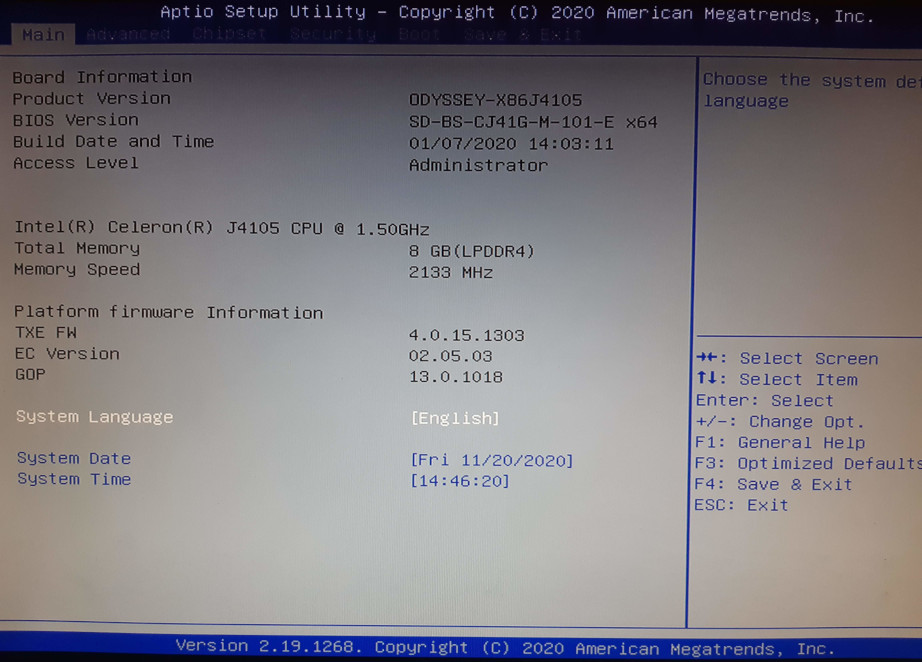 Aptio Setup Utility – Copyright (C) 2020 American Megatrends, Inc.
Main Advanced Chipset Security Boot Save & Exit
Board Information
Product Version ODYSSEY-X86J4105
BIOS Version SD-BS-CJ41G-M-101-E x64
Build Date and Time 01/07/2020 14:03:11
Access Level Administrator
Intel(R) Celeron(R) J4105 CPU @ 1.50GHz
Total Memory 8 GB(LPDDR4)
Memory Speed 2133 MHz
Platform firmware Information
TXE FW 4.0.15.1303
EC Version 02.05.03
GOP 13.0.1018
System Language [English]
System Date [Fri 11/20/2020]
System Time [14:46:20]
Choose the system def
language
→←: Select Screen
↑↓: Select Item
Enter: Select
+/-: Change Opt.
F1: General Help
F3: Optimized Defaults
F4: Save & Exit
ESC: Exit
Version 2.19.1268. Copyright (C) 2020 American Megatrends, Inc.